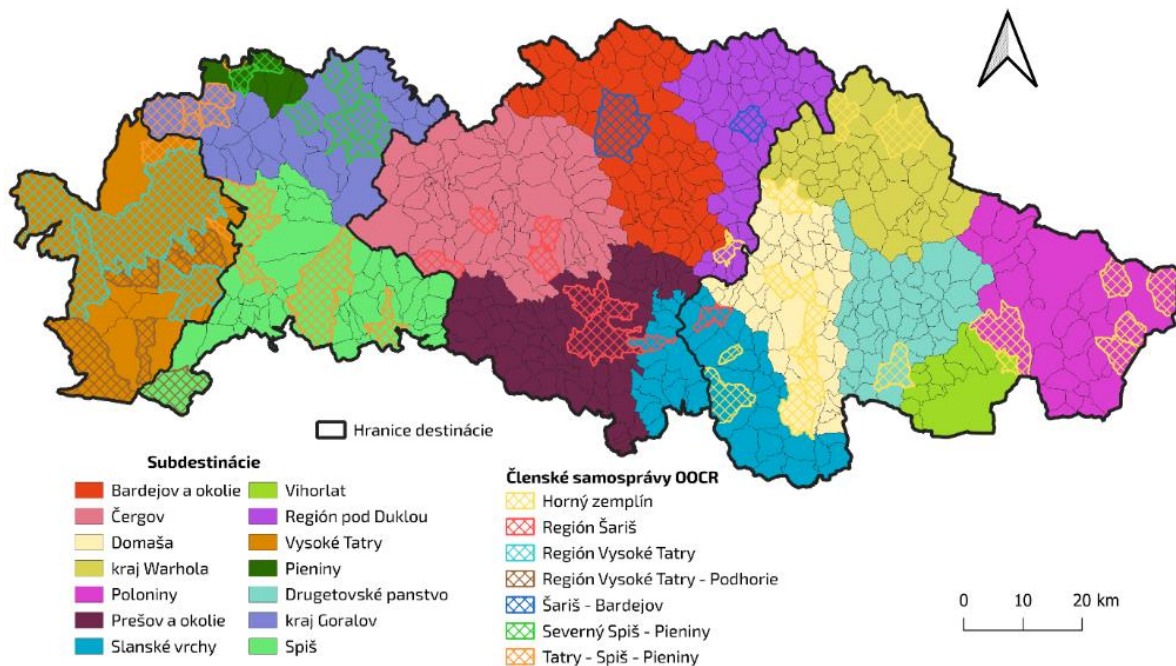 Hranice destinácie
Subdestinácie
Bardejov a okolie
Čergov
Domaša
kraj Warhola
Poloniny
Prešov a okolie
Slanské vrchy
Vihorlat
Región pod Duklou
Vysoké Tatry
Pieniny
Drugetovské panstvo
kraj Goralov
Spiš
Členské samosprávy OOCR
Horný zemplín
Región Šariš
Región Vysoké Tatry
Región Vysoké Tatry - Podhorie
Šariš - Bardejov
Severný Spiš - Pieniny
Tatry - Spiš - Pieniny
0 10 20 km